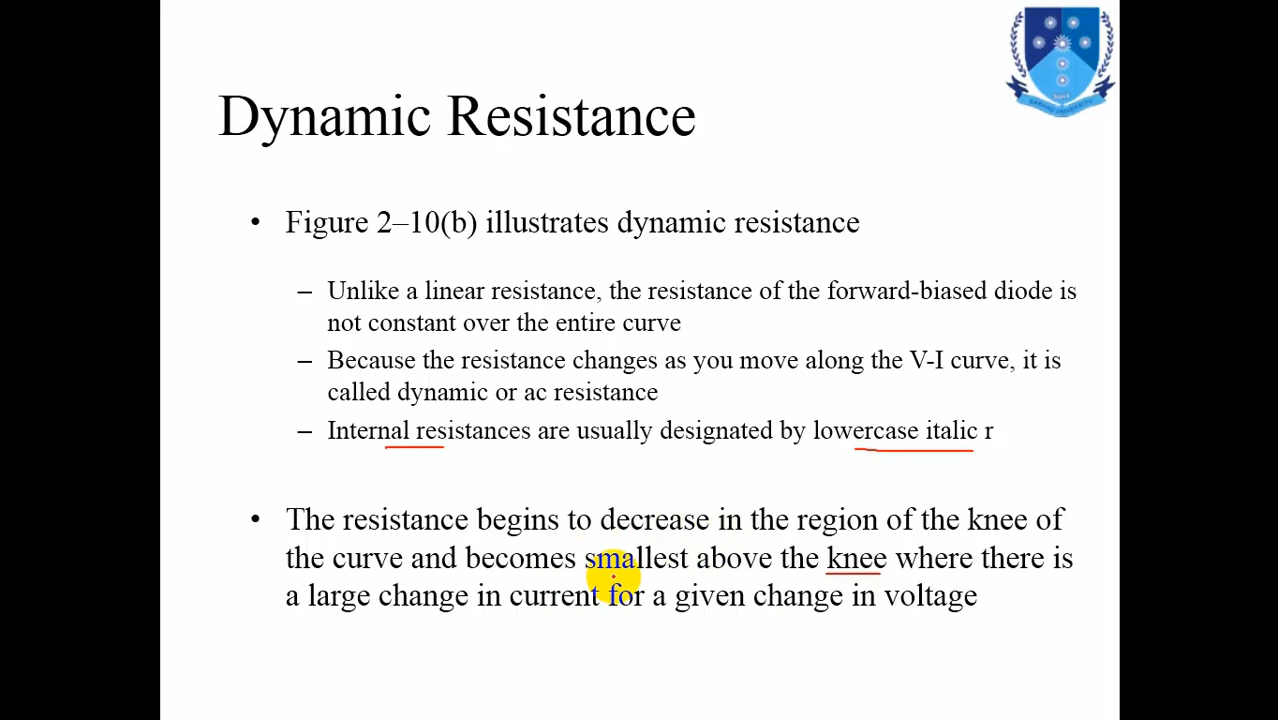 SUIT
SARHAD UNIVERSITY
Dynamic Resistance
• Figure 2–10(b) illustrates dynamic resistance
– Unlike a linear resistance, the resistance of the forward-biased diode is
not constant over the entire curve
– Because the resistance changes as you move along the V-I curve, it is
called dynamic or ac resistance
– Internal resistances are usually designated by lowercase italic r
• The resistance begins to decrease in the region of the knee of
the curve and becomes smallest above the knee where there is
a large change in current for a given change in voltage